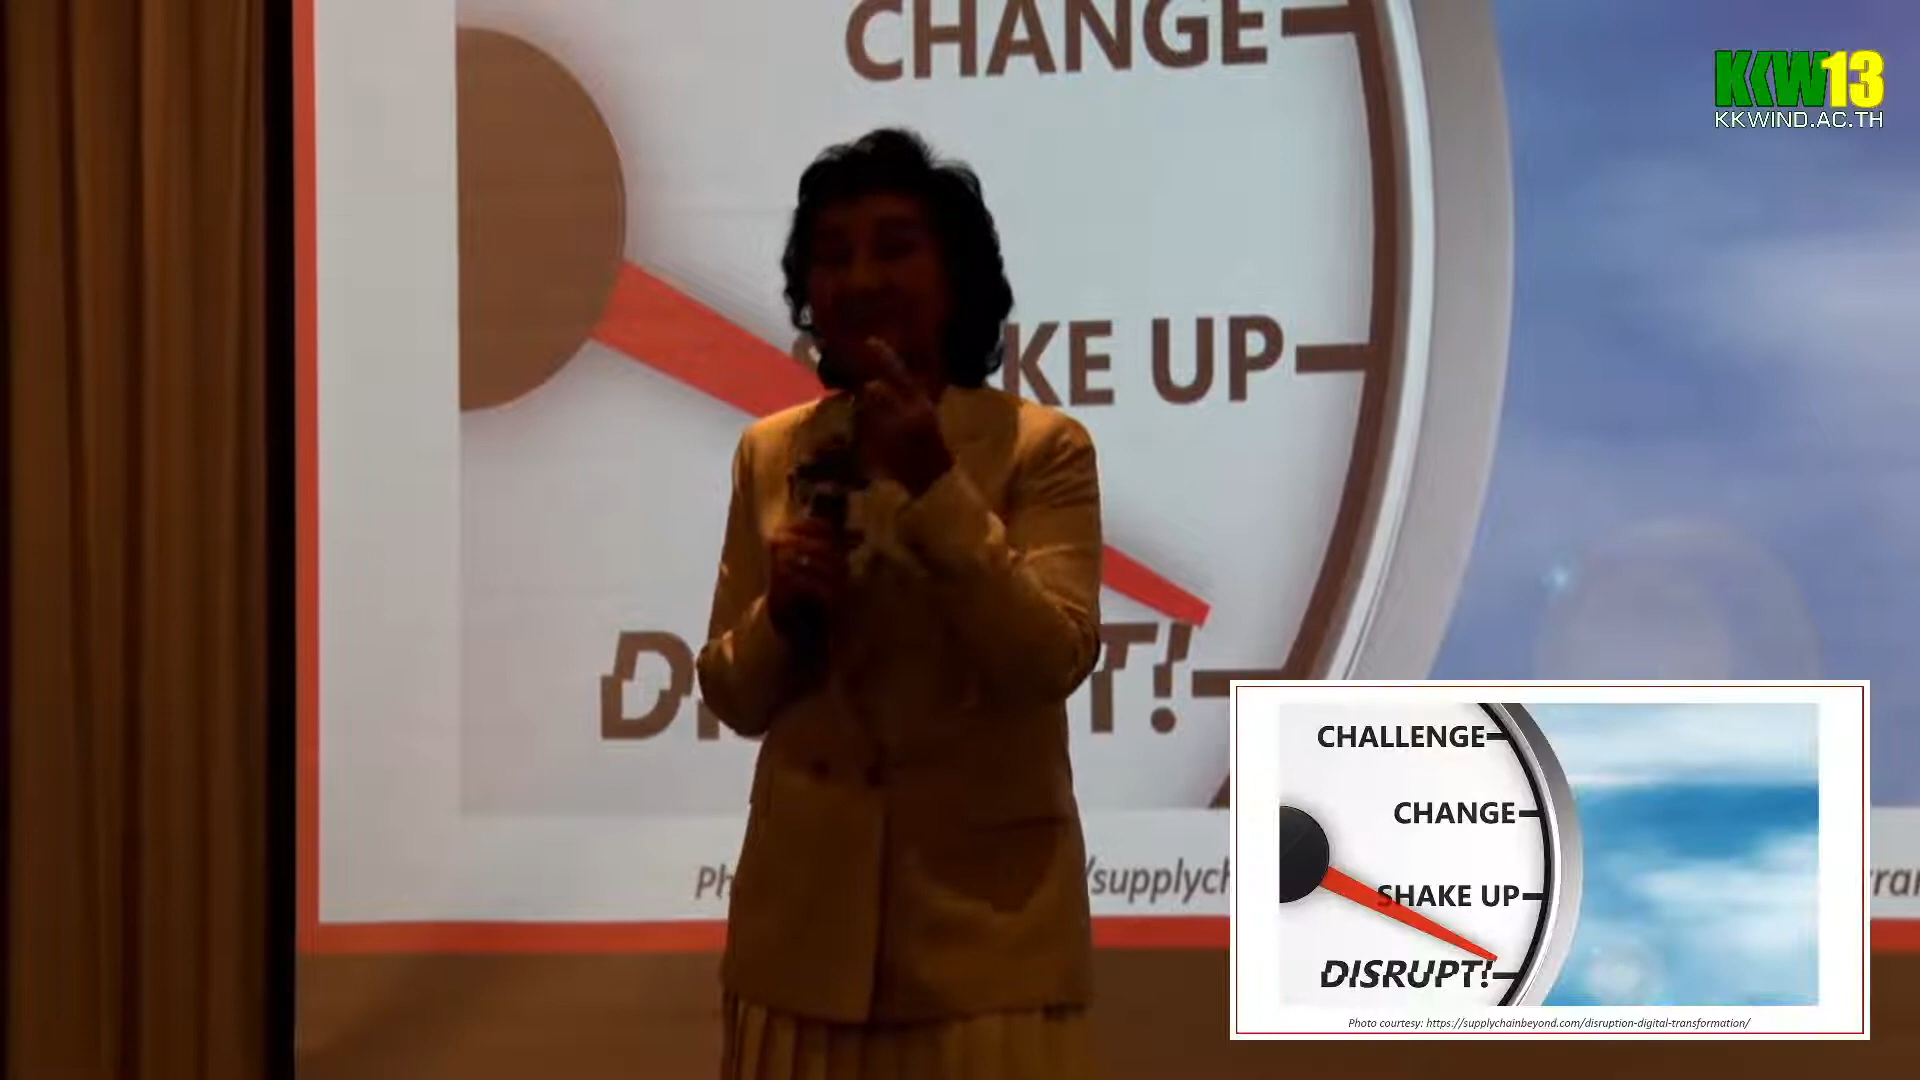 CHANGE
KKW13
KKWIND.AC.TH
KE UP
D T!
CHALLENGE
CHANGE
SHAKE UP
DISRUPT!
Ph /supplych
Photo courtesy: https://supplychainbeyond.com/disruption-digital-transformation/